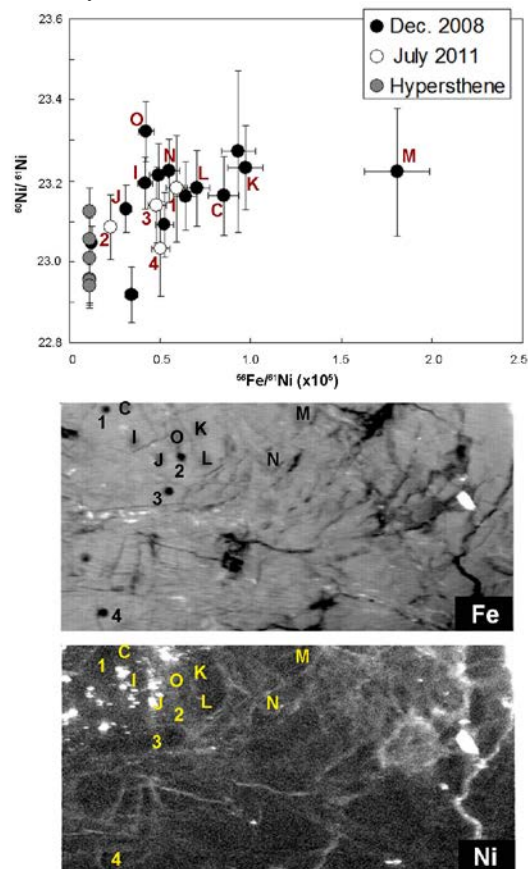 23.6
Dec. 2008
July 2011
Hypersthene
23.4
O
N
M
I
L
K
⁶⁰Ni/ ⁶¹Ni
23.2
J
C
3
1
2
4
23.0
22.8
0
0.5
1.0
1.5
2.0
2.5
⁵⁶Fe/⁶¹Ni (x10⁵)
C
M
1
K
I
O
J
2
L
N
3
4
Fe
C
M
1
K
I
O
J
L
N
2
3
4
Ni